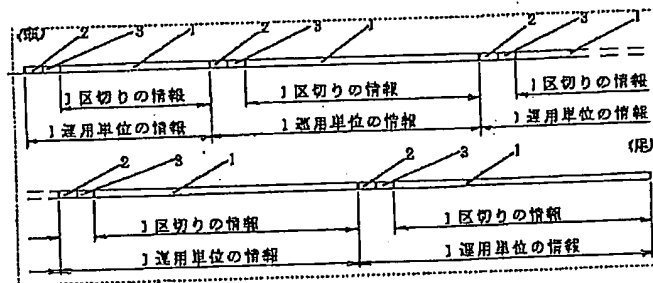 (頭)
2 3 1 2 3 1 2 3 1
1区切りの情報 1区切りの情報 1区切りの情報
1運用単位の情報 1運用単位の情報 1運用単位の情報
(尾)
2 3 1 2 3 1
1区切りの情報 1区切りの情報
1運用単位の情報 1運用単位の情報